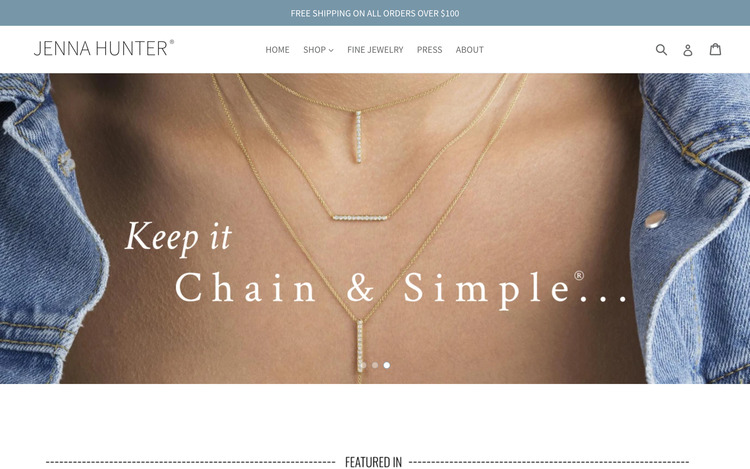 FREE SHIPPING ON ALL ORDERS OVER $100
JENNA HUNTER®
HOME SHOP FINE JEWELRY PRESS ABOUT
Keep it
Chain & Simple®...
FEATURED IN